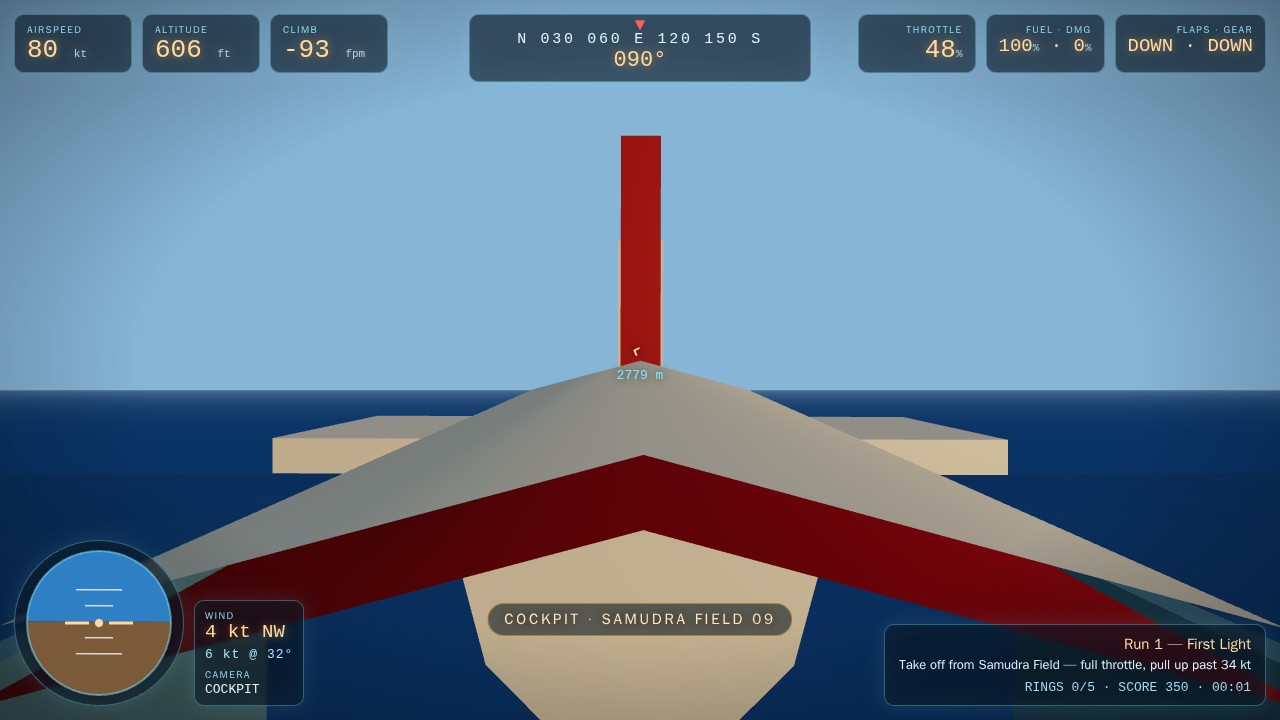 AIRSPEED
80 kt
ALTITUDE
606 ft
CLIMB
-93 fpm
N 030 060 E 120 150 S
090°
THROTTLE
48%
FUEL · DMG
100% · 0%
FLAPS · GEAR
DOWN · DOWN
2779 m
WIND
4 kt NW
6 kt @ 32°
CAMERA
COCKPIT
COCKPIT · SAMUDRA FIELD 09
Run 1 — First Light
Take off from Samudra Field — full throttle, pull up past 34 kt
RINGS 0/5 · SCORE 350 · 00:01